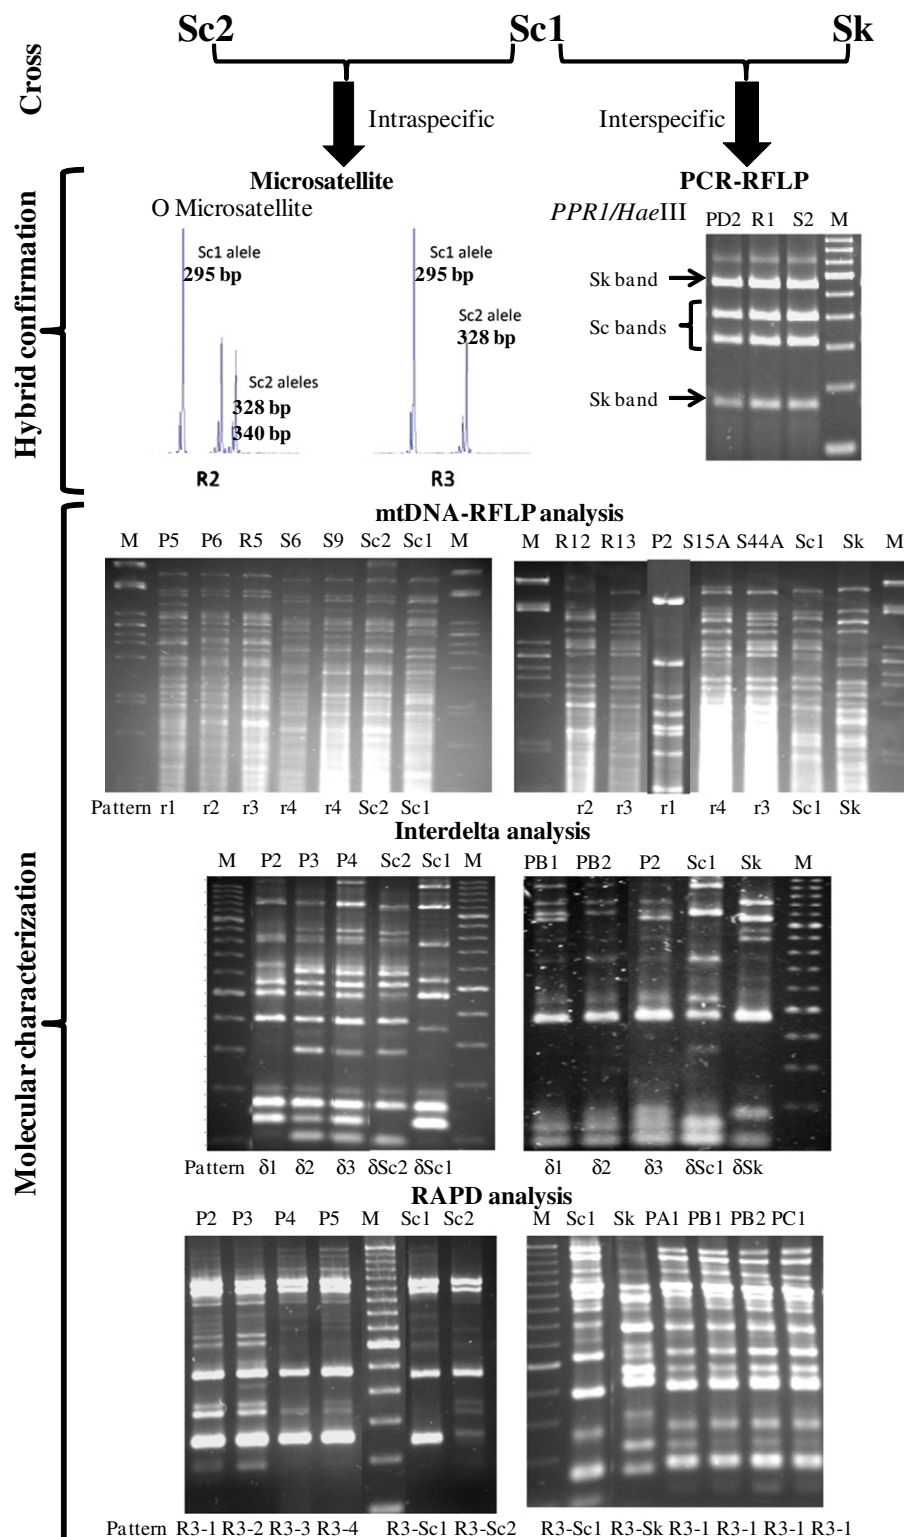 Sc2 Sc1 Sk
Cross
Intraspecific Interspecific
Hybrid confirmation
Microsatellite
O Microsatellite
Sc1 allele
295 bp
Sc2 aleles
328 bp
340 bp
R2
Sc1 allele
295 bp
Sc2 allele
328 bp
R3
PCR-RFLP
PPR1/HaeIII
PD2 R1 S2 M
Sk band
Sc bands
Sk band
Molecular characterization
mtDNA-RFLP analysis
M P5 P6 R5 S6 S9 Sc2 Sc1 M
M R12 R13 P2 S15A S44A Sc1 Sk M
Pattern r1 r2 r3 r4 r4 Sc2 Sc1
r2 r3 r1 r4 r3 Sc1 Sk
Interdelta analysis
M P2 P3 P4 Sc2 Sc1 M
PB1 PB2 P2 Sc1 Sk M
Pattern δ1 δ2 δ3 δSc2 δSc1
δ1 δ2 δ3 δSc1 δSk
RAPD analysis
P2 P3 P4 P5 M Sc1 Sc2
M Sc1 Sk PA1 PB1 PB2 PC1
Pattern R3-1 R3-2 R3-3 R3-4 R3-Sc1 R3-Sc2
R3-Sc1 R3-Sk R3-1 R3-1 R3-1 R3-1